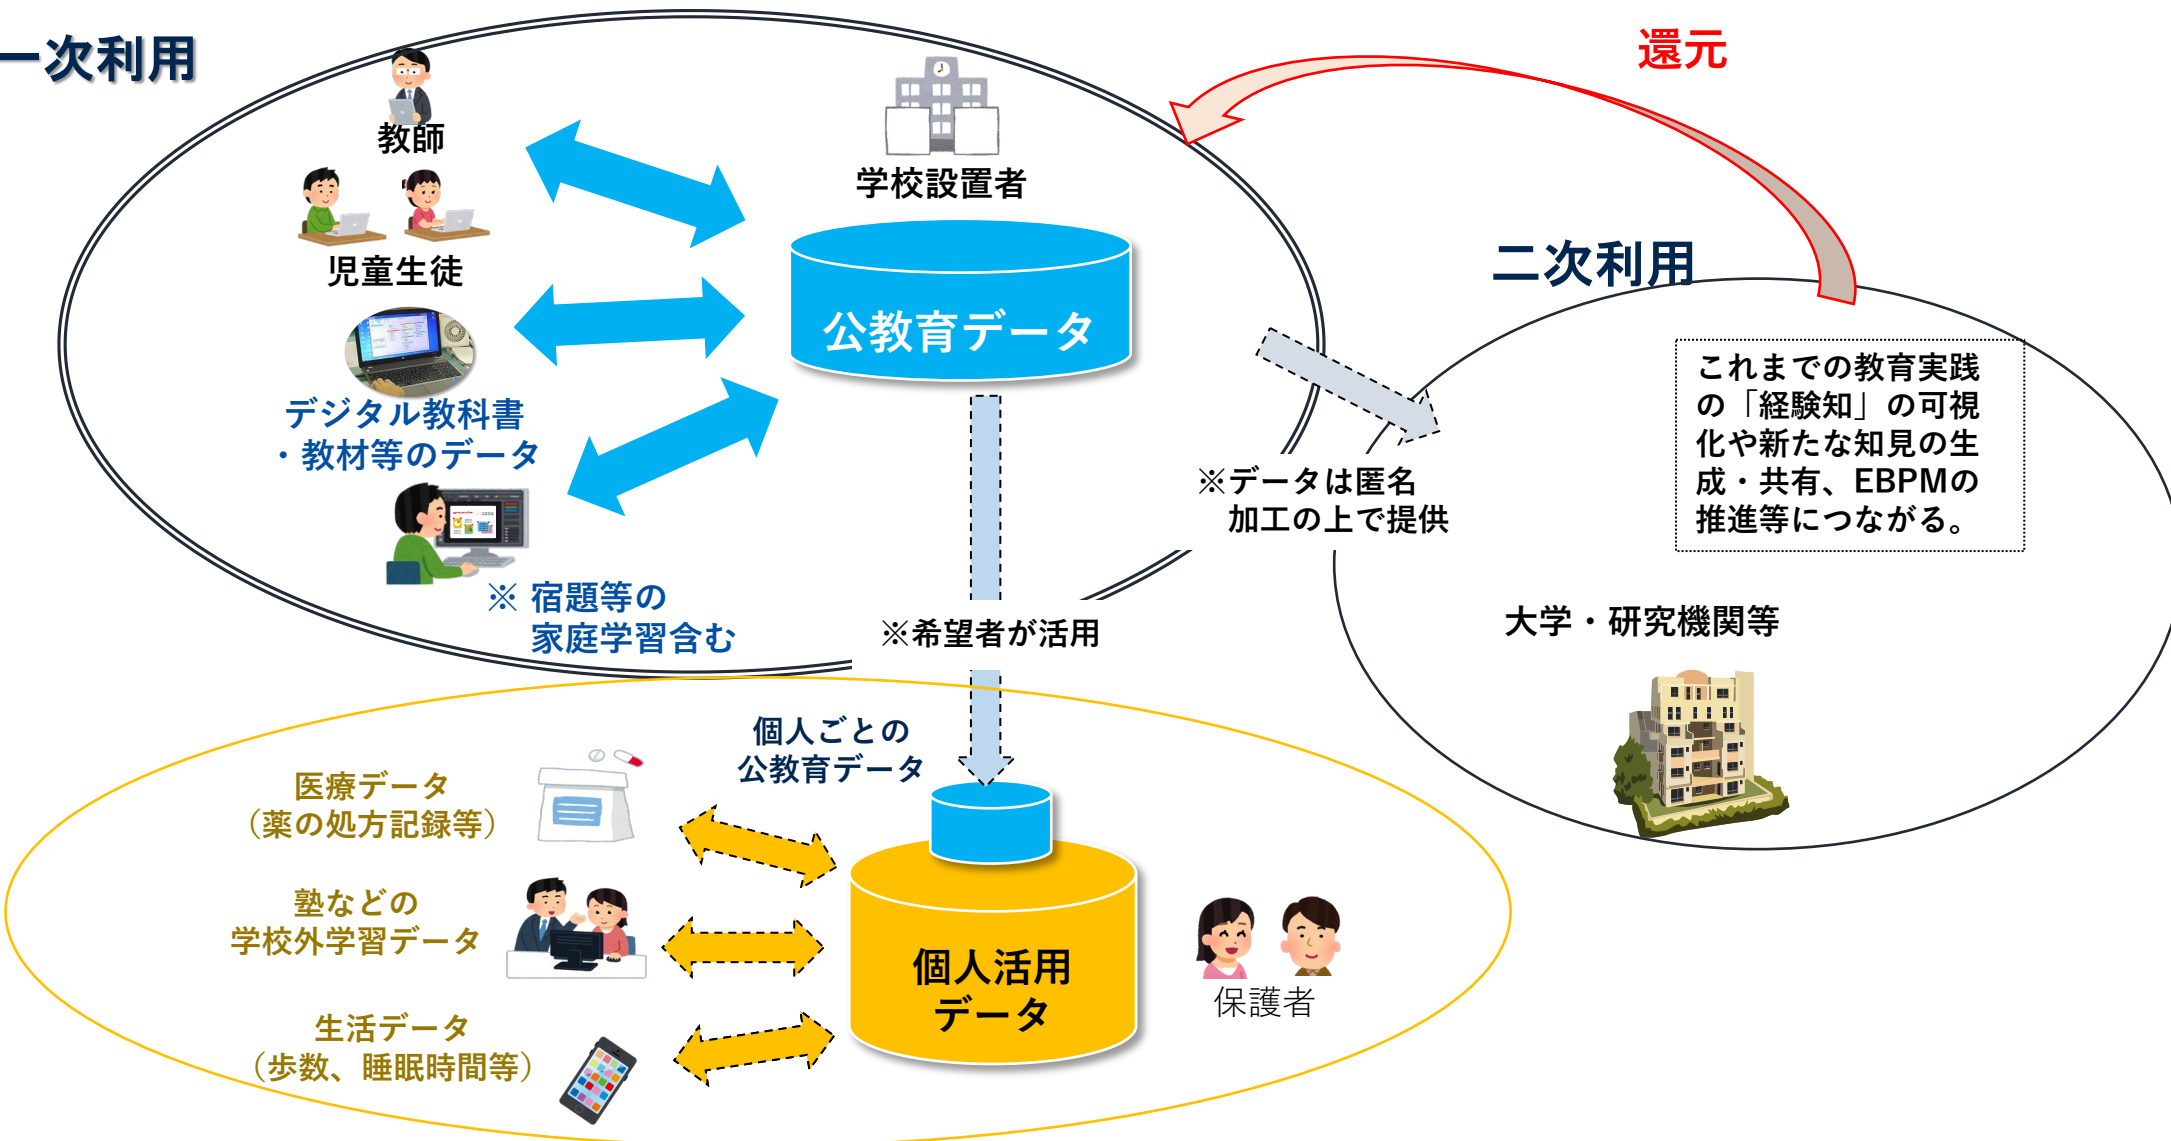 一次利用
還元
教師
学校設置者
児童生徒
二次利用
公教育データ
これまでの教育実践
の「経験知」の可視
化や新たな知見の生
成・共有、EBPMの
推進等につながる。
デジタル教科書
・教材等のデータ
※データは匿名
加工の上で提供
※ 宿題等の
家庭学習含む
※希望者が活用
大学・研究機関等
個人ごとの
公教育データ
医療データ
（薬の処方記録等）
塾などの
学校外学習データ
個人活用
データ
保護者
生活データ
（歩数、睡眠時間等）